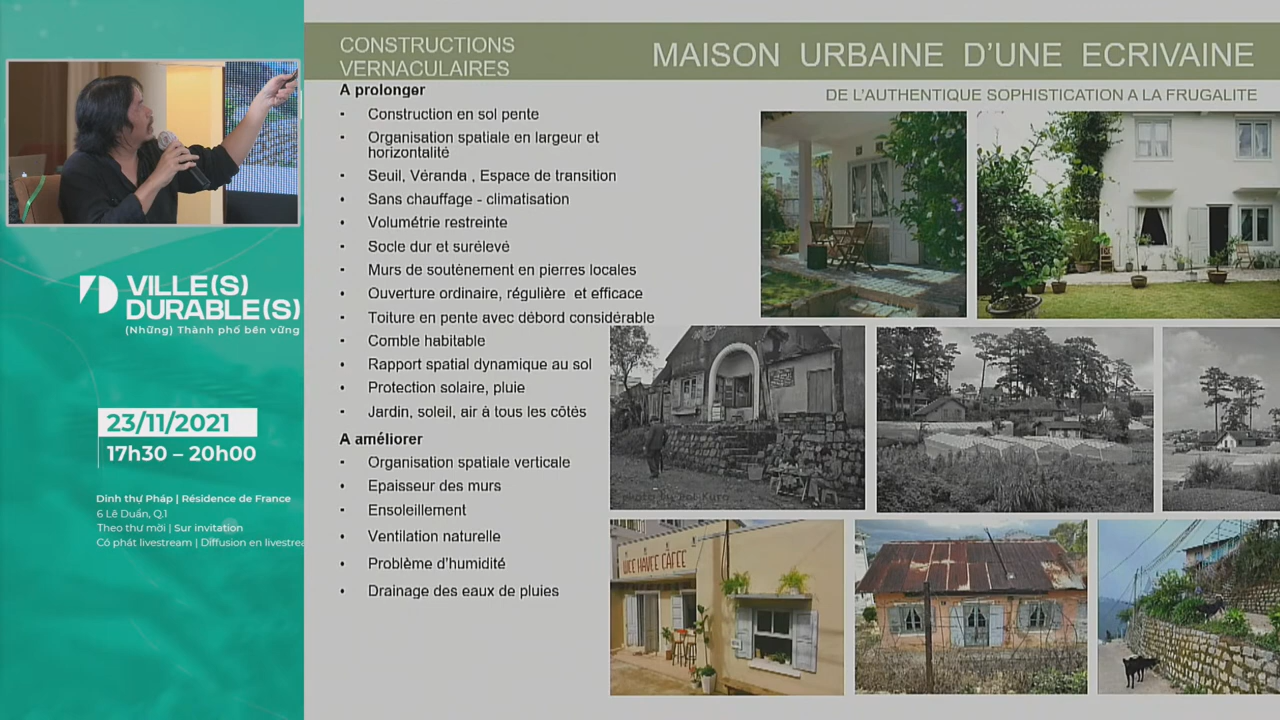 VILLE(S)
DURABLE(S)
(Những) Thành phố bền vững
23/11/2021
17h30 – 20h00
Dinh thự Pháp | Résidence de France
6 Lê Duẩn, Q.1
Theo thư mời | Sur invitation
Có phát livestream | Diffusion en livestrea
CONSTRUCTIONS
VERNACULAIRES
MAISON URBAINE D'UNE ECRIVAINE
DE L'AUTHENTIQUE SOPHISTICATION A LA FRUGALITE
A prolonger
• Construction en sol pente
• Organisation spatiale en largeur et
horizontalité
• Seuil, Véranda , Espace de transition
• Sans chauffage - climatisation
• Volumétrie restreinte
• Socle dur et surélevé
• Murs de soutènement en pierres locales
• Ouverture ordinaire, régulière et efficace
• Toiture en pente avec débord considérable
• Comble habitable
• Rapport spatial dynamique au sol
• Protection solaire, pluie
• Jardin, soleil, air à tous les côtés
A améliorer
• Organisation spatiale verticale
• Epaisseur des murs
• Ensoleillement
• Ventilation naturelle
• Problème d'humidité
• Drainage des eaux de pluies
photo by
CAFEE